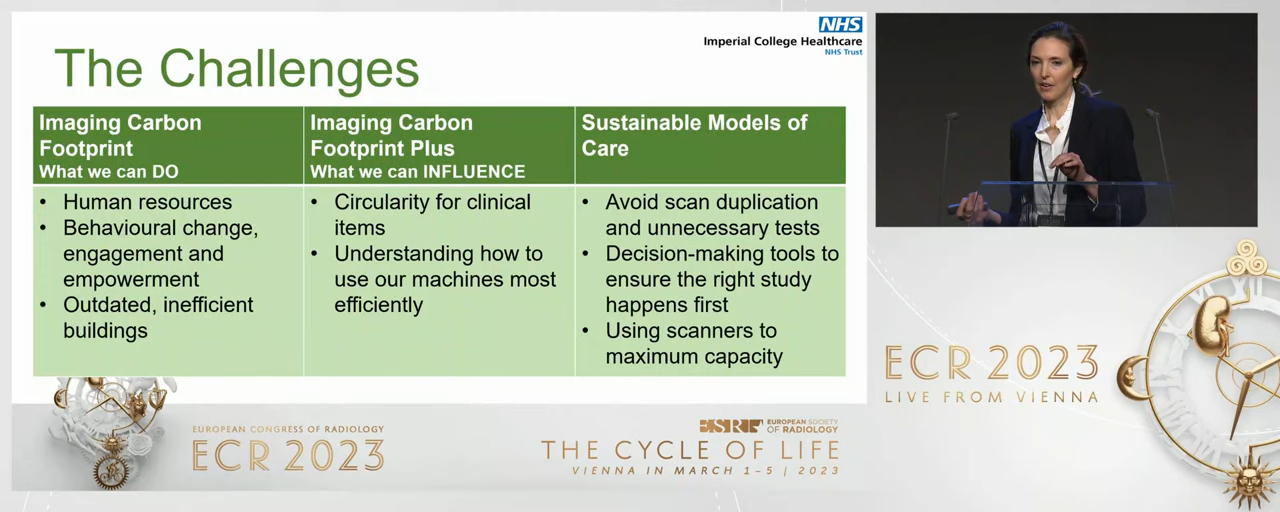 NHS
Imperial College Healthcare
NHS Trust
The Challenges
Imaging Carbon
Footprint
What we can DO
• Human resources
• Behavioural change,
engagement and
empowerment
• Outdated, inefficient
buildings
Imaging Carbon
Footprint Plus
What we can INFLUENCE
• Circularity for clinical
items
• Understanding how to
use our machines most
efficiently
Sustainable Models of
Care
• Avoid scan duplication
and unnecessary tests
• Decision-making tools to
ensure the right study
happens first
• Using scanners to
maximum capacity
EUROPEAN CONGRESS OF RADIOLOGY
ECR 2023
ESR EUROPEAN SOCIETY
OF RADIOLOGY
THE CYCLE OF LIFE
VIENNA IN MARCH 1–5 | 2023
ECR 2023
LIVE FROM VIENNA